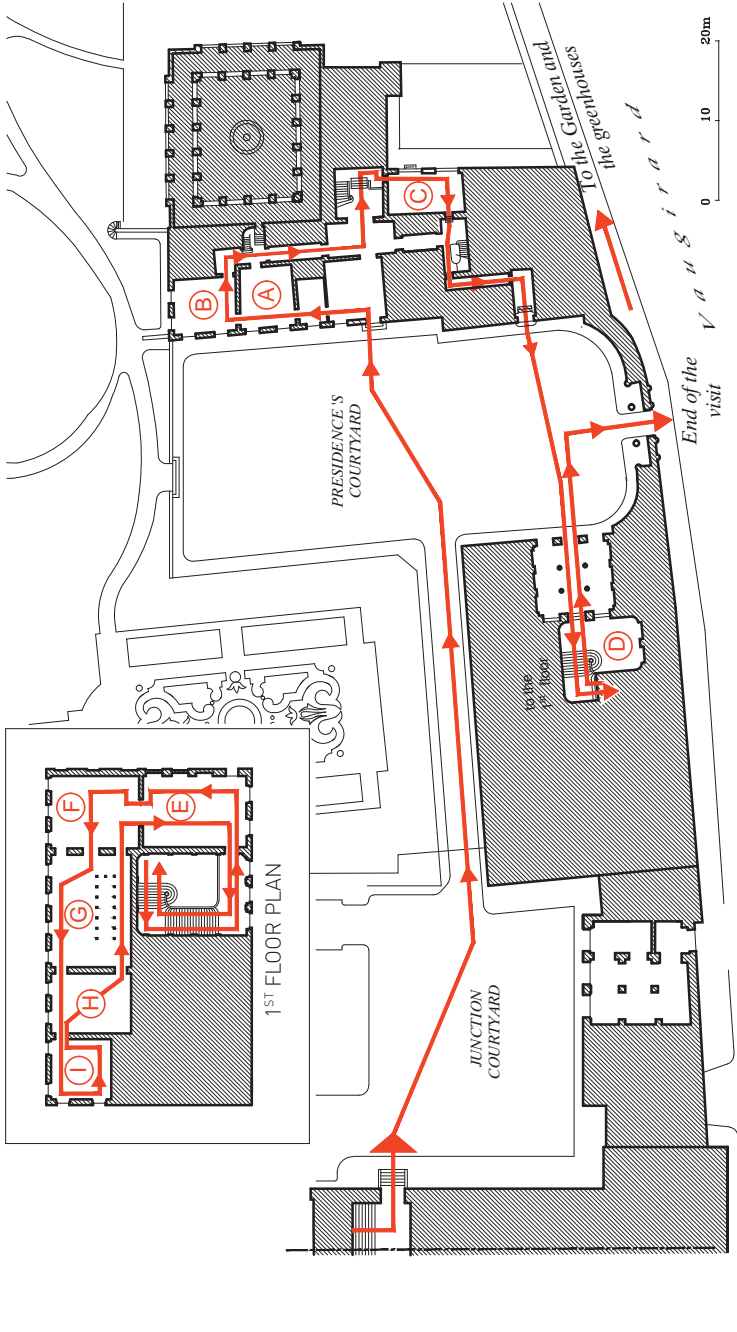 B
A
C
PRESIDENCE'S
COURTYARD
To the Garden and
the greenhouses
Vaugirard
0 10 20m
End of the
visit
D
to the
1st floor
JUNCTION
COURTYARD
F
E
G
H
I
1ST FLOOR PLAN